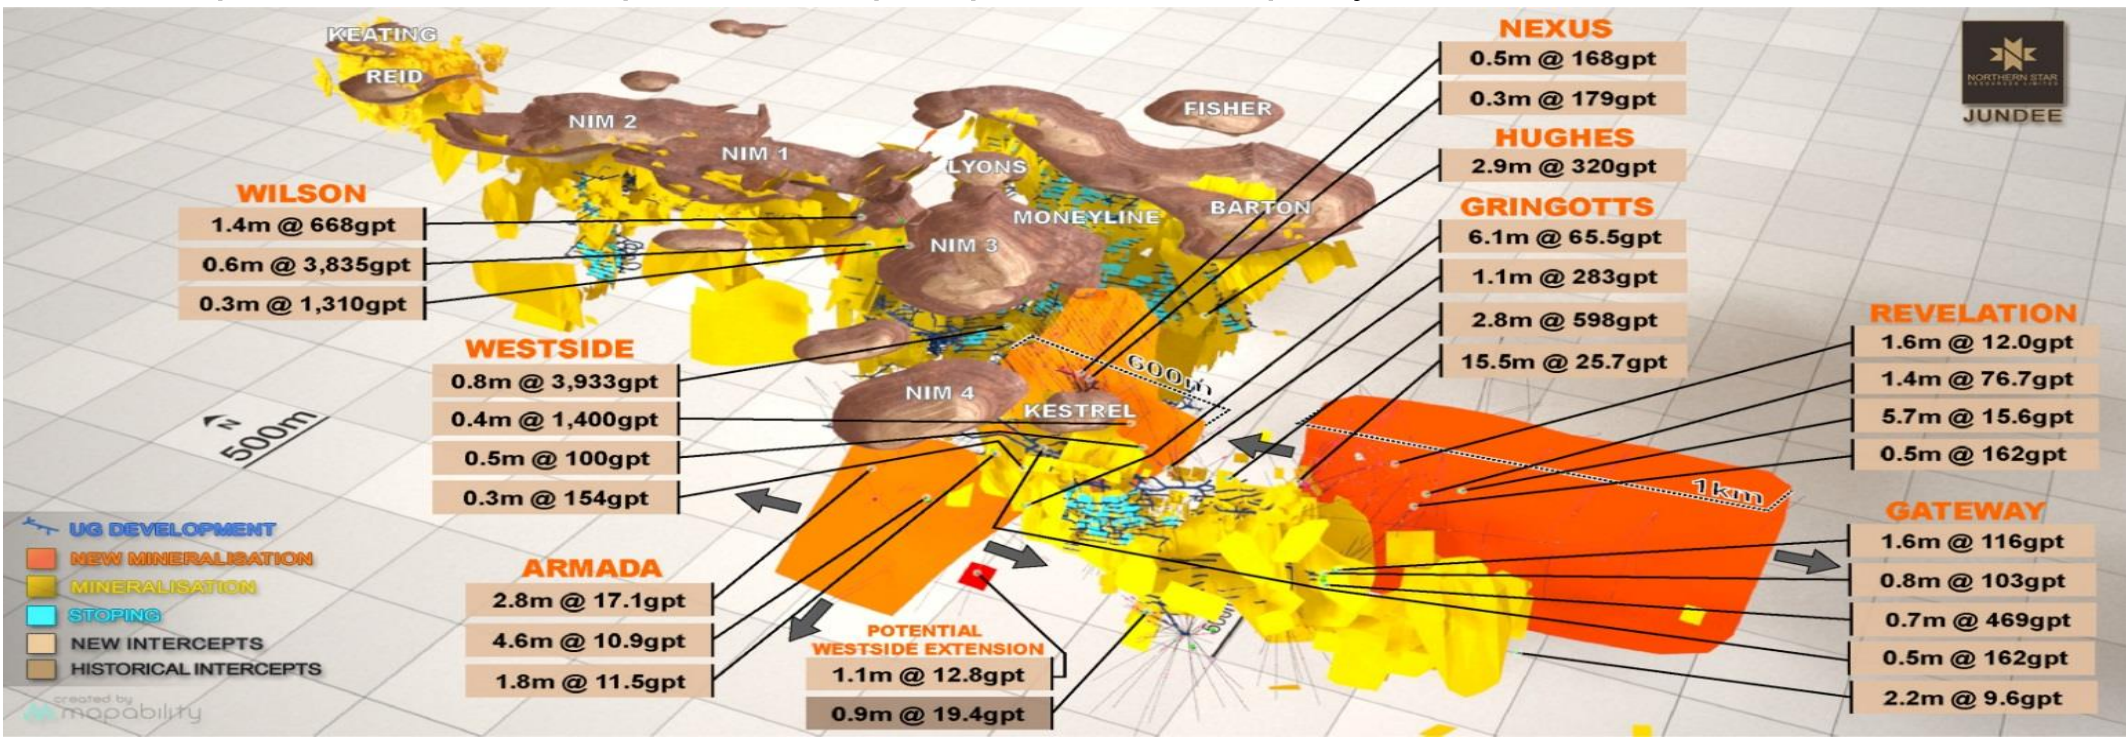 KEATING
REID
NIM 2
NIM 1
LYONS
FISHER
MONEYLINE
BARTON
NIM 3
NIM 4
KESTREL
600m
1km
N
500m
WILSON
1.4m @ 668gpt
0.6m @ 3,835gpt
0.3m @ 1,310gpt
WESTSIDE
0.8m @ 3,933gpt
0.4m @ 1,400gpt
0.5m @ 100gpt
0.3m @ 154gpt
ARMADA
2.8m @ 17.1gpt
4.6m @ 10.9gpt
1.8m @ 11.5gpt
POTENTIAL
WESTSIDE EXTENSION
1.1m @ 12.8gpt
0.9m @ 19.4gpt
NEXUS
0.5m @ 168gpt
0.3m @ 179gpt
HUGHES
2.9m @ 320gpt
GRINGOTTS
6.1m @ 65.5gpt
1.1m @ 283gpt
2.8m @ 598gpt
15.5m @ 25.7gpt
REVELATION
1.6m @ 12.0gpt
1.4m @ 76.7gpt
5.7m @ 15.6gpt
0.5m @ 162gpt
GATEWAY
1.6m @ 116gpt
0.8m @ 103gpt
0.7m @ 469gpt
0.5m @ 162gpt
2.2m @ 9.6gpt
NORTHERN STAR
RESOURCES LIMITED
JUNDEE
UG DEVELOPMENT
NEW MINERALISATION
MINERALISATION
STOPING
NEW INTERCEPTS
HISTORICAL INTERCEPTS
created by
mapability